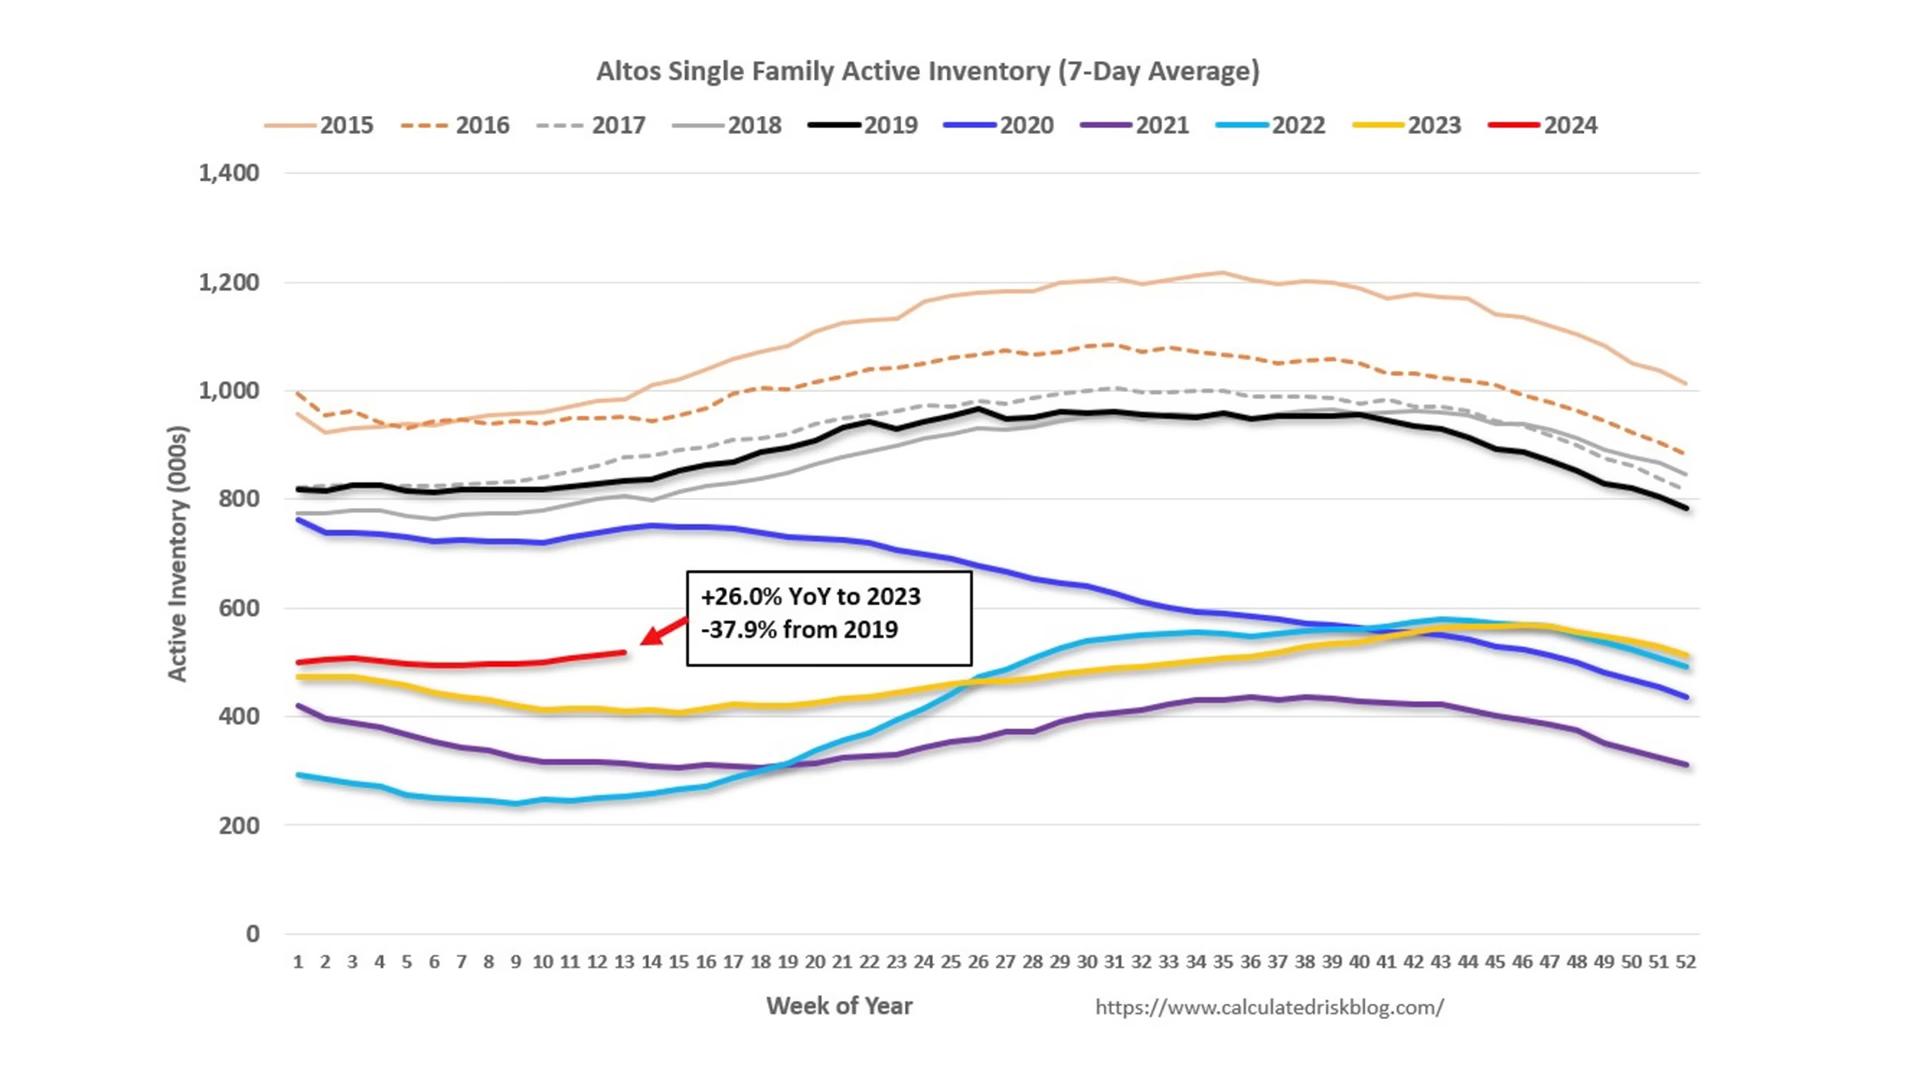 Altos Single Family Active Inventory (7-Day Average)
2015 2016 2017 2018 2019 2020 2021 2022 2023 2024
1,400
1,200
1,000
800
600
400
200
0
Active Inventory (000s)
+26.0% YoY to 2023
-37.9% from 2019
1 2 3 4 5 6 7 8 9 10 11 12 13 14 15 16 17 18 19 20 21 22 23 24 25 26 27 28 29 30 31 32 33 34 35 36 37 38 39 40 41 42 43 44 45 46 47 48 49 50 51 52
Week of Year
https://www.calculatedriskblog.com/